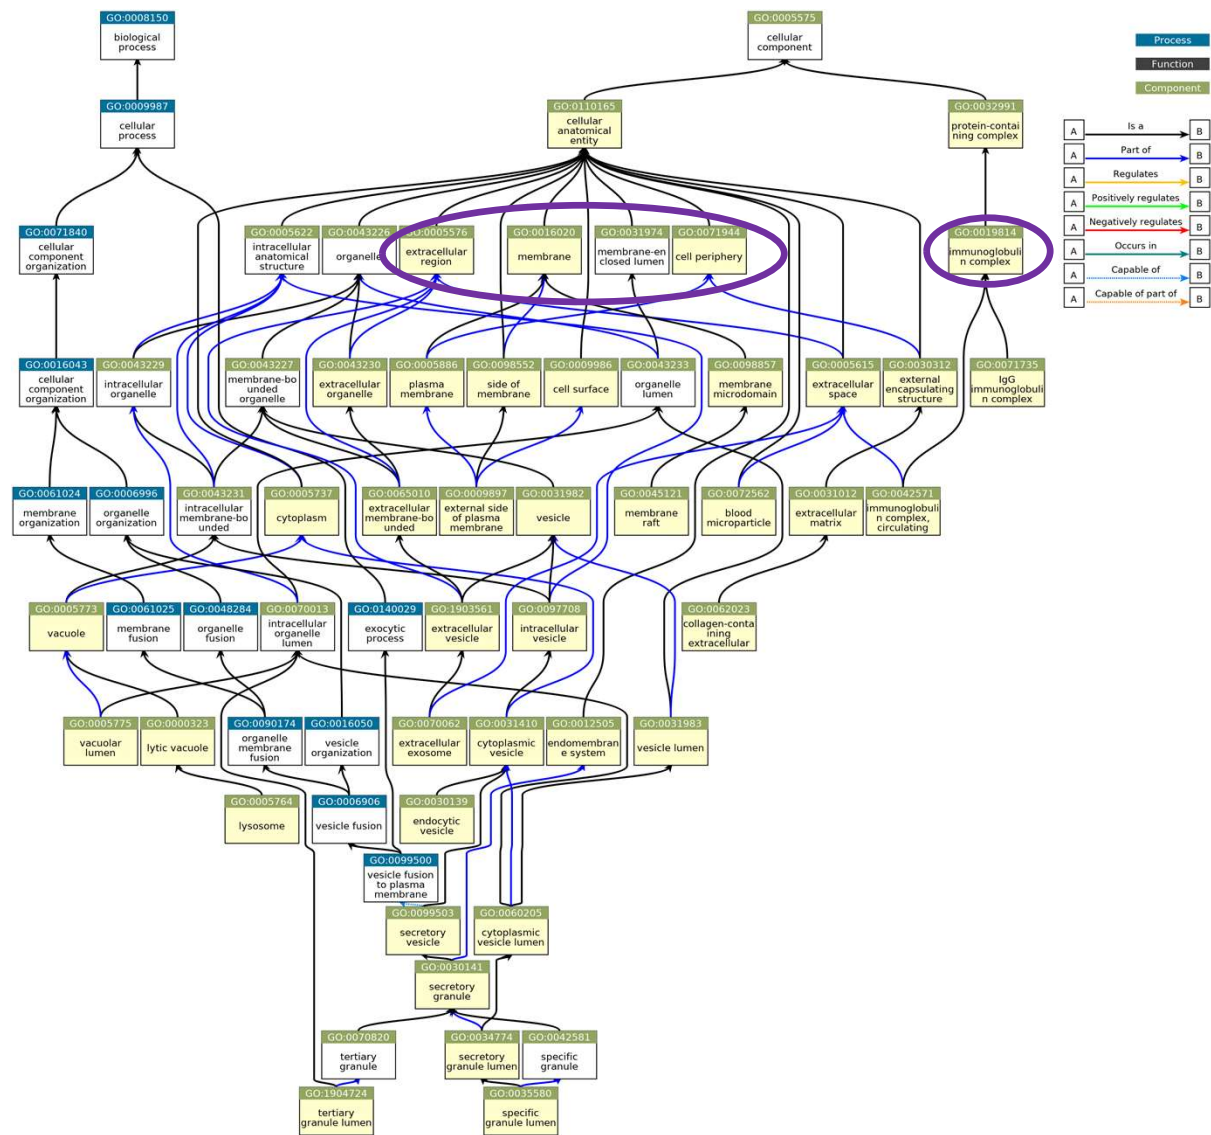 GO:0008150
biological
process
GO:0005575
cellular
component
Process
Function
Component
GO:0009987
cellular
process
GO:0110165
cellular
anatomical
entity
GO:0032991
protein-contai
ning complex
A Is a B
A Part of B
A Regulates B
A Positively regulates B
A Negatively regulates B
A Occurs in B
A Capable of B
A Capable of part of B
GO:0071840
cellular
component
organization
GO:0005622
intracellular
anatomical
structure
GO:0043226
organelle
GO:0005576
extracellular
region
GO:0016020
membrane
GO:0031974
membrane-en
closed lumen
GO:0071944
cell periphery
GO:0019814
immunoglobuli
n complex
GO:0016043
cellular
component
organization
GO:0043229
intracellular
organelle
GO:0043227
membrane-bo
unded
organelle
GO:0043230
extracellular
organelle
GO:0005886
plasma
membrane
GO:0098552
side of
membrane
GO:0009986
cell surface
GO:0043233
organelle
lumen
GO:0098857
membrane
microdomain
GO:0005615
extracellular
space
GO:0030312
external
encapsulating
structure
GO:0071735
IgG
immunoglobuli
n complex
GO:0061024
membrane
organization
GO:0006996
organelle
organization
GO:0043231
intracellular
membrane-bo
unded
GO:0005737
cytoplasm
GO:0065010
extracellular
membrane-bo
unded
GO:0009897
external side
of plasma
membrane
GO:0031982
vesicle
GO:0045121
membrane
raft
GO:0072562
blood
microparticle
GO:0031012
extracellular
matrix
GO:0042571
immunoglobuli
n complex,
circulating
GO:0005773
vacuole
GO:0061025
membrane
fusion
GO:0048284
organelle
fusion
GO:0070013
intracellular
organelle
lumen
GO:0140029
exocytic
process
GO:1903561
extracellular
vesicle
GO:0097708
intracellular
vesicle
GO:0062023
collagen-conta
ining
extracellular
GO:0005775
vacuolar
lumen
GO:0000323
lytic vacuole
GO:0090174
organelle
membrane
fusion
GO:0016050
vesicle
organization
GO:0070062
extracellular
exosome
GO:0031410
cytoplasmic
vesicle
GO:0012505
endomembran
e system
GO:0031983
vesicle lumen
GO:0005764
lysosome
GO:0006906
vesicle fusion
GO:0030139
endocytic
vesicle
GO:0099500
vesicle fusion
to plasma
membrane
GO:0099503
secretory
vesicle
GO:0060205
cytoplasmic
vesicle lumen
GO:0030141
secretory
granule
GO:0070820
tertiary
granule
GO:0034774
secretory
granule lumen
GO:0042581
specific
granule
GO:1904724
tertiary
granule lumen
GO:0035580
specific
granule lumen